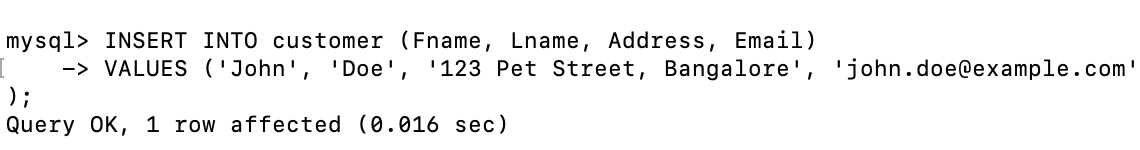 mysql> INSERT INTO customer (Fname, Lname, Address, Email)
    -> VALUES ('John', 'Doe', '123 Pet Street, Bangalore', 'john.doe@example.com'
);
Query OK, 1 row affected (0.016 sec)